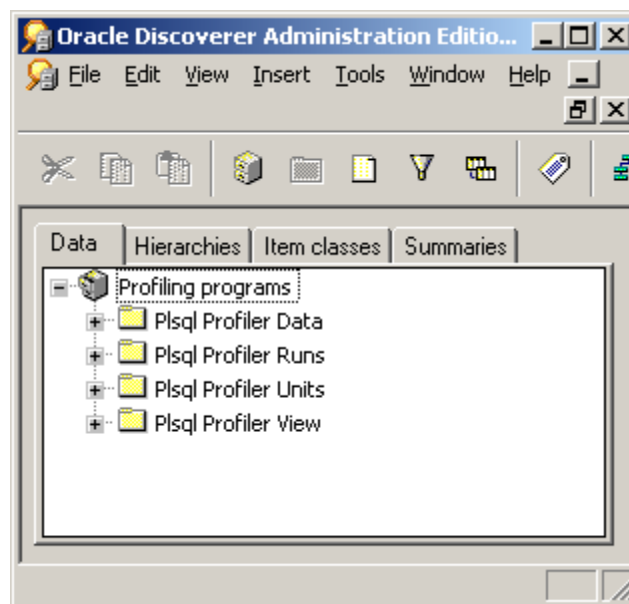 Oracle Discoverer Administration Editio...
File Edit View Insert Tools Window Help
Data Hierarchies Item classes Summaries
Profiling programs
Plsql Profiler Data
Plsql Profiler Runs
Plsql Profiler Units
Plsql Profiler View